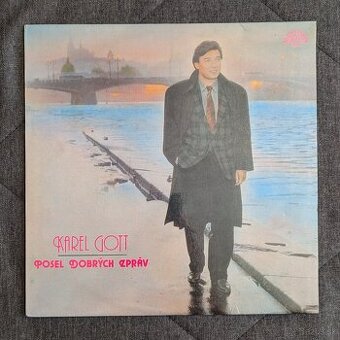 KAREL GOTT
POSEL DOBRÝCH ZPRÁV